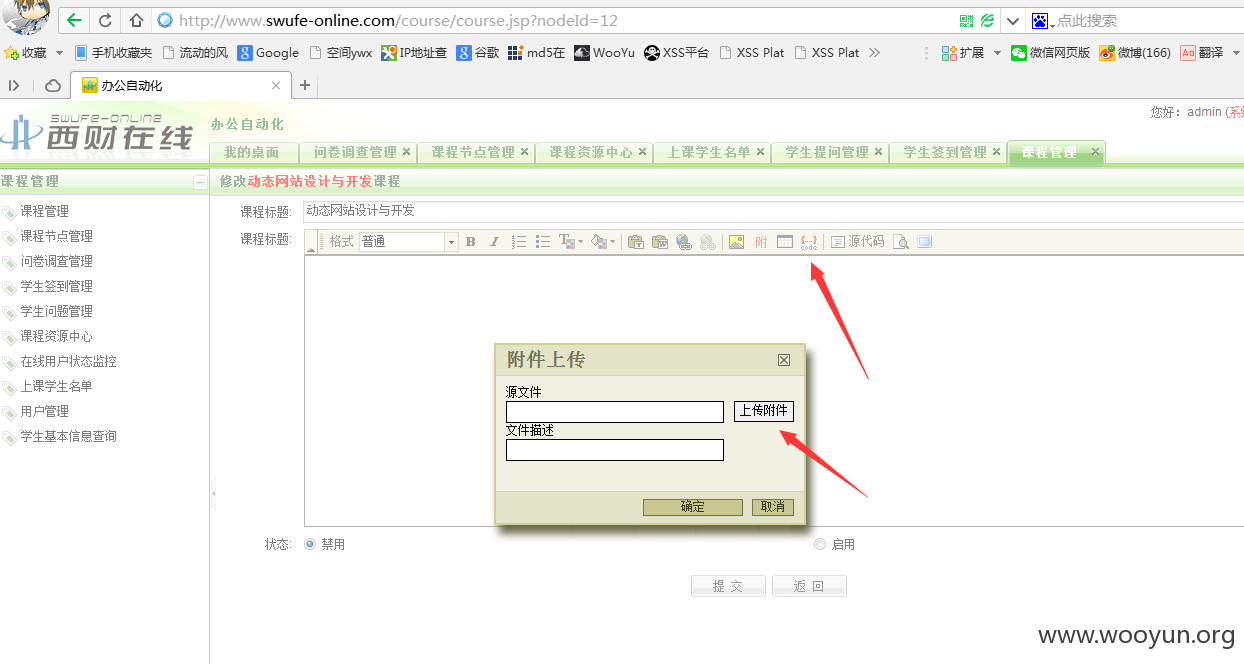 http://www.swufe-online.com/course/course.jsp?nodeId=12 点此搜索
收藏 手机收藏夹 流动的风 Google 空间ywx IP地址查 谷歌 md5在 WooYu XSS平台 XSS Plat XSS Plat 扩展 微信网页版 微博(166) Aa 翻译
办公自动化
您好：admin (系
swufe-online
西财在线
办公自动化
我的桌面 问卷调查管理 课程节点管理 课程资源中心 上课学生名单 学生提问管理 学生签到管理 课程管理
课程管理
修改动态网站设计与开发课程
课程管理
课程节点管理
问卷调查管理
学生签到管理
学生问题管理
课程资源中心
在线用户状态监控
上课学生名单
用户管理
学生基本信息查询
课程标题: 动态网站设计与开发
课程标题: 格式 普通 B I 附 code 源代码
附件上传
源文件
上传附件
文件描述
确定 取消
状态: 禁用 启用
提 交 返 回
www.wooyun.org